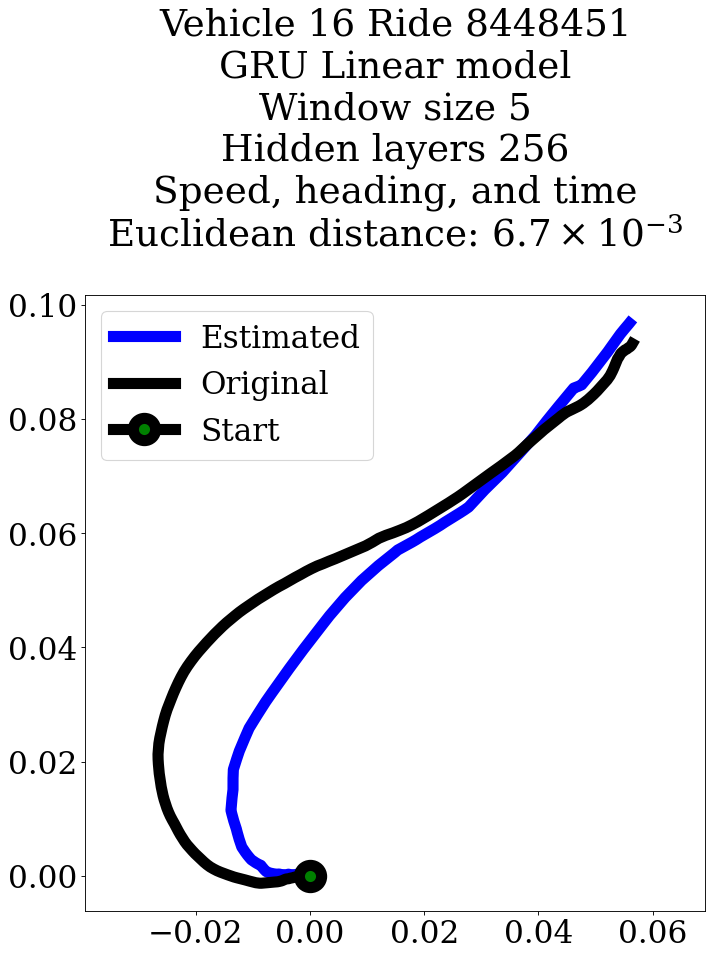 Vehicle 16 Ride 8448451
GRU Linear model
Window size 5
Hidden layers 256
Speed, heading, and time
Euclidean distance: 6.7 × 10⁻³
Estimated
Original
Start
0.10
0.08
0.06
0.04
0.02
0.00
−0.02 0.00 0.02 0.04 0.06